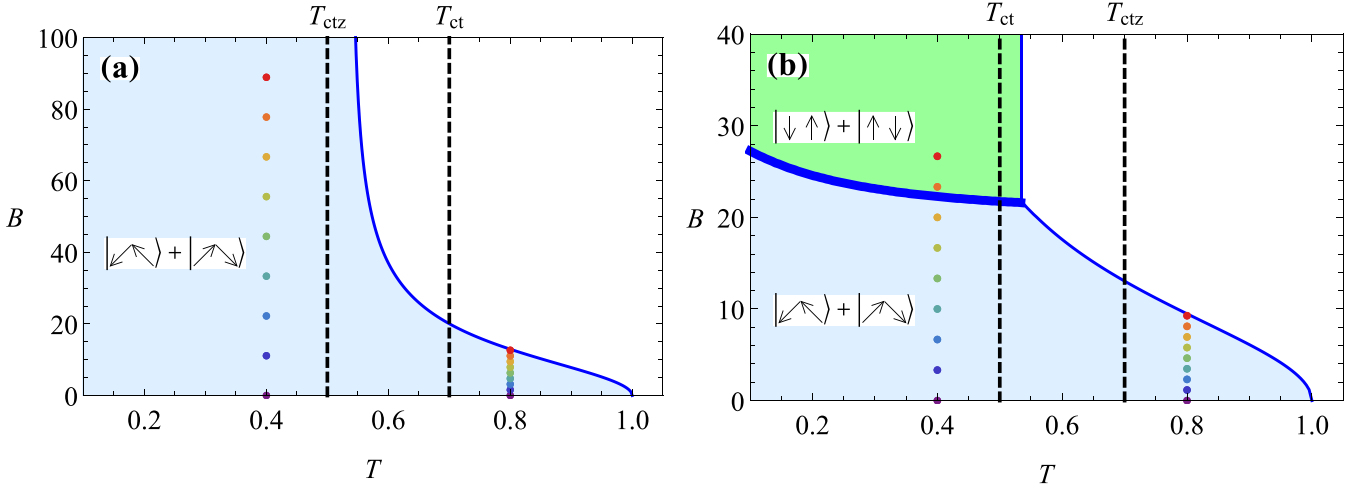 T_ctz T_ct
(a)
100
80
60
B
40
|↙↖⟩ + |↗↘⟩
20
0
0.2 0.4 0.6 0.8 1.0
T
T_ct T_ctz
(b)
40
|↓ ↑⟩ + |↑ ↓⟩
30
B
20
|↙↖⟩ + |↗↘⟩
10
0
0.2 0.4 0.6 0.8 1.0
T